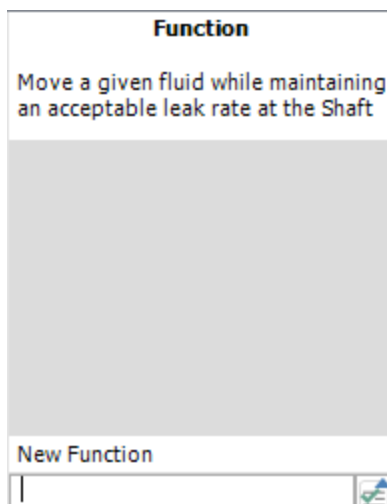 Function
Move a given fluid while maintaining
an acceptable leak rate at the Shaft
New Function